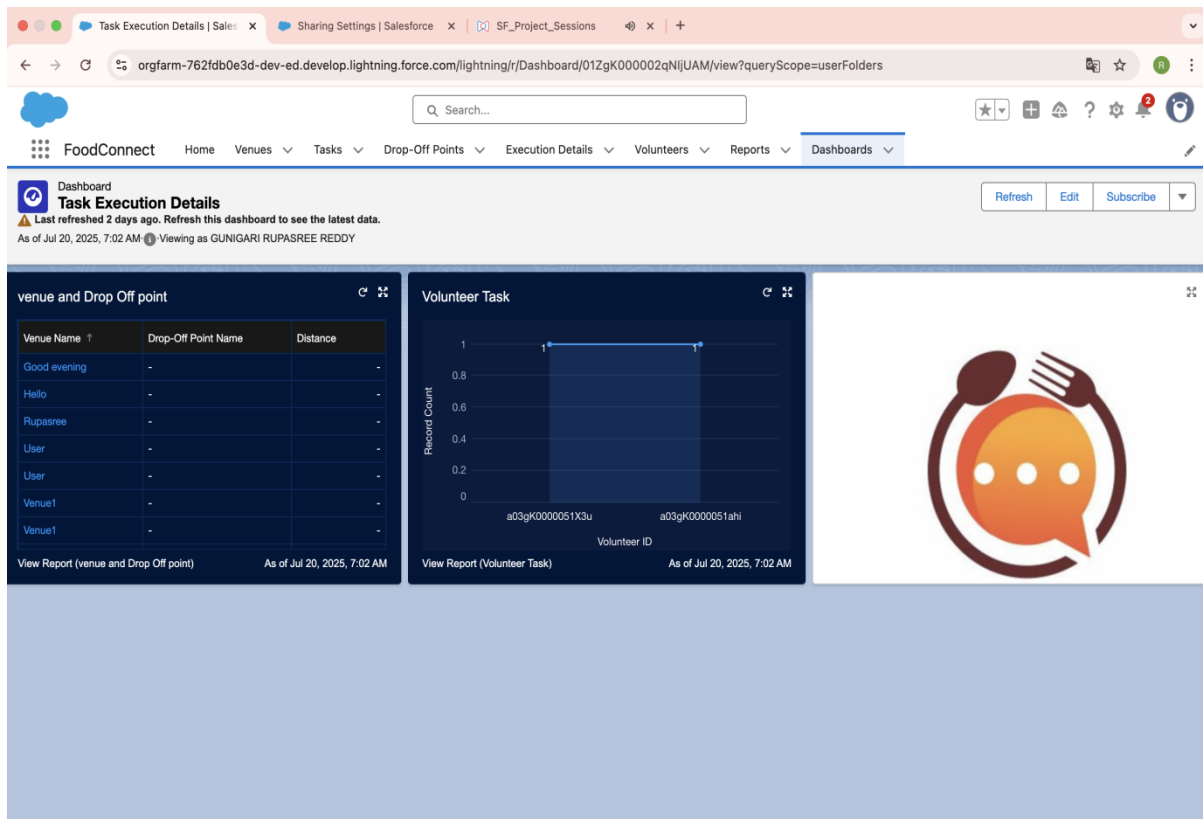 Task Execution Details | Sales
Sharing Settings | Salesforce
SF_Project_Sessions
orgfarm-762fdb0e3d-dev-ed.develop.lightning.force.com/lightning/r/Dashboard/01ZgK000002qNIjUAM/view?queryScope=userFolders
R
Search...
2
FoodConnect Home Venues Tasks Drop-Off Points Execution Details Volunteers Reports Dashboards
Dashboard
Task Execution Details
Last refreshed 2 days ago. Refresh this dashboard to see the latest data.
As of Jul 20, 2025, 7:02 AM·Viewing as GUNIGARI RUPASREE REDDY
Refresh Edit Subscribe
venue and Drop Off point
Venue Name ↑ Drop-Off Point Name Distance
Good evening - -
Hello - -
Rupasree - -
User - -
User - -
Venue1 - -
Venue1 - -
View Report (venue and Drop Off point) As of Jul 20, 2025, 7:02 AM
Volunteer Task
Record Count
1
0.8
0.6
0.4
0.2
0
1 1
a03gK0000051X3u a03gK0000051ahi
Volunteer ID
View Report (Volunteer Task) As of Jul 20, 2025, 7:02 AM